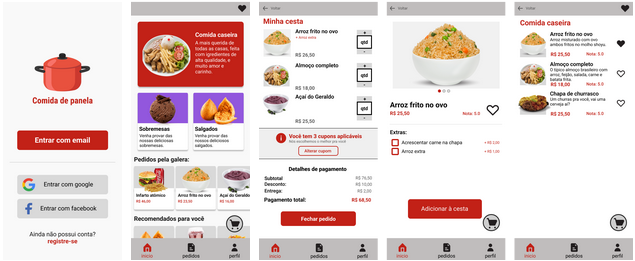 Comida de panela
Entrar com email
Entrar com google
Entrar com facebook
Ainda não possui conta?
registre-se
Comida caseira
A mais querida de
todas as casas, feita
com ingredientes de
alta qualidade, e
muito amor e
carinho.
Sobremesas
Venha provar das
nossas deliciosas
sobremesas.
Salgados
Venha provar das
nossos deliciosos
salgados.
Pedidos pela galera:
Infarto atômico
R$ 46,00
Arroz frito no ovo
R$ 25,50
Açaí do Geraldo
R$ 18,00
Recomendados para você
início
pedidos
perfil
Voltar
Minha cesta
Arroz frito no ovo
+ Arroz extra
R$ 26,50
qtd
Almoço completo
R$ 18,00
qtd
Açaí do Geraldo
R$ 25,50
qtd
Você tem 3 cupons aplicáveis
Nós escolhemos o melhor pra você
Alterar cupom
Detalhes de pagamento
Subtotal R$ 76,50
Desconto: R$ 10,00
Entrega: R$ 2,00
Pagamento total: R$ 68,50
Fechar pedido
Voltar
Arroz frito no ovo
R$ 25,50
Nota: 5.0
Extras:
Acrescentar carne na chapa + R$ 2,00
Arroz extra + R$ 1,00
Adicionar à cesta
início
pedidos
perfil
Voltar
Comida caseira
Arroz frito no ovo
Arroz misturado com ovo
ambos fritos no molho shoyu.
R$ 25,50
Nota: 5.0
Almoço completo
O típico almoço brasileiro com
arroz, feijão, salada, carne e
batata frita.
R$ 18,00
Nota: 5.0
Chapa de churrasco
Um churras pra você, vai uma
cerveja aí?
R$ 25,50
Nota: 5.0
início
pedidos
perfil